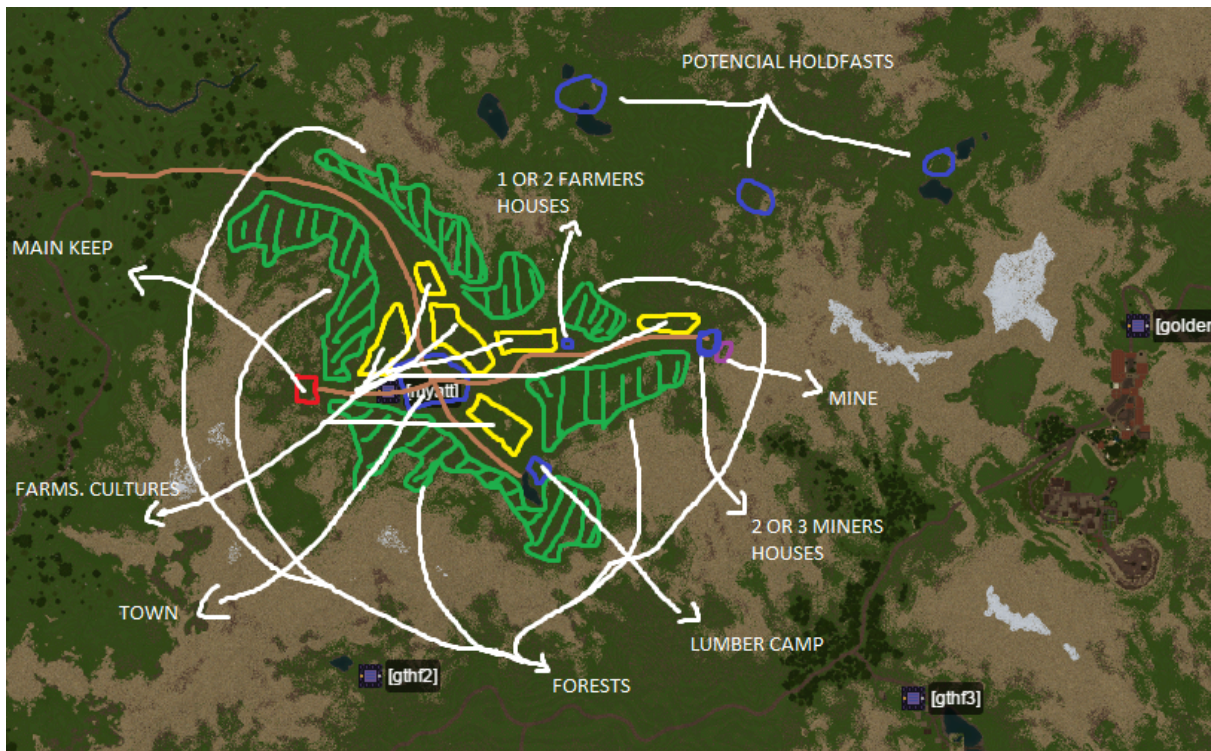 POTENCIAL HOLDFASTS
1 OR 2 FARMERS
HOUSES
MAIN KEEP
[golden
MINE
FARMS. CULTURES
2 OR 3 MINERS
HOUSES
TOWN
LUMBER CAMP
[gthf2]
FORESTS
[gthf3]